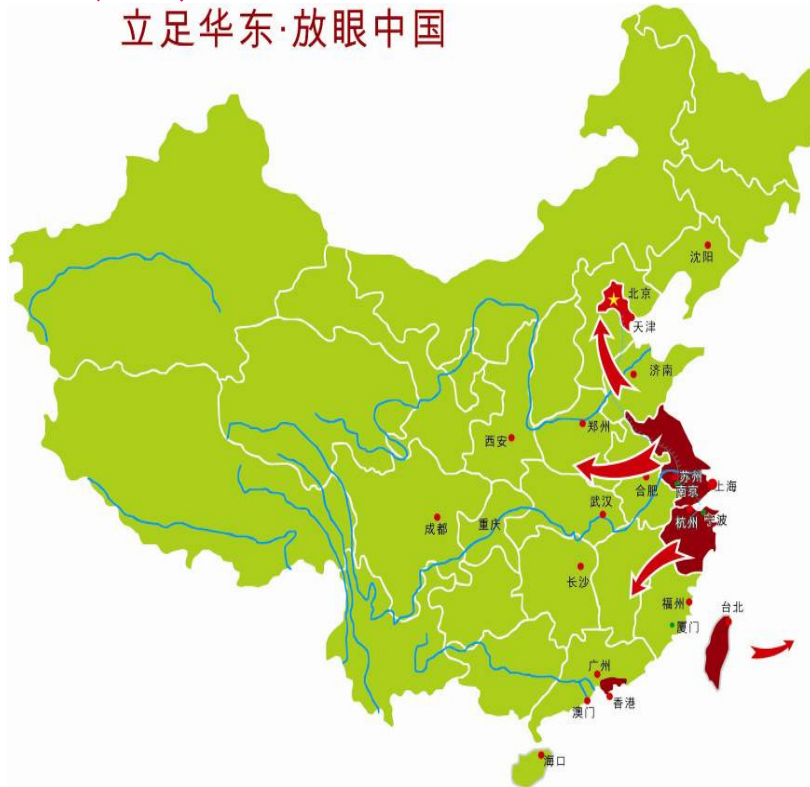 立足华东·放眼中国
沈阳
北京
天津
济南
郑州
西安
苏州
合肥
南京
上海
武汉
成都
重庆
杭州
宁波
长沙
福州
台北
厦门
广州
香港
澳门
海口